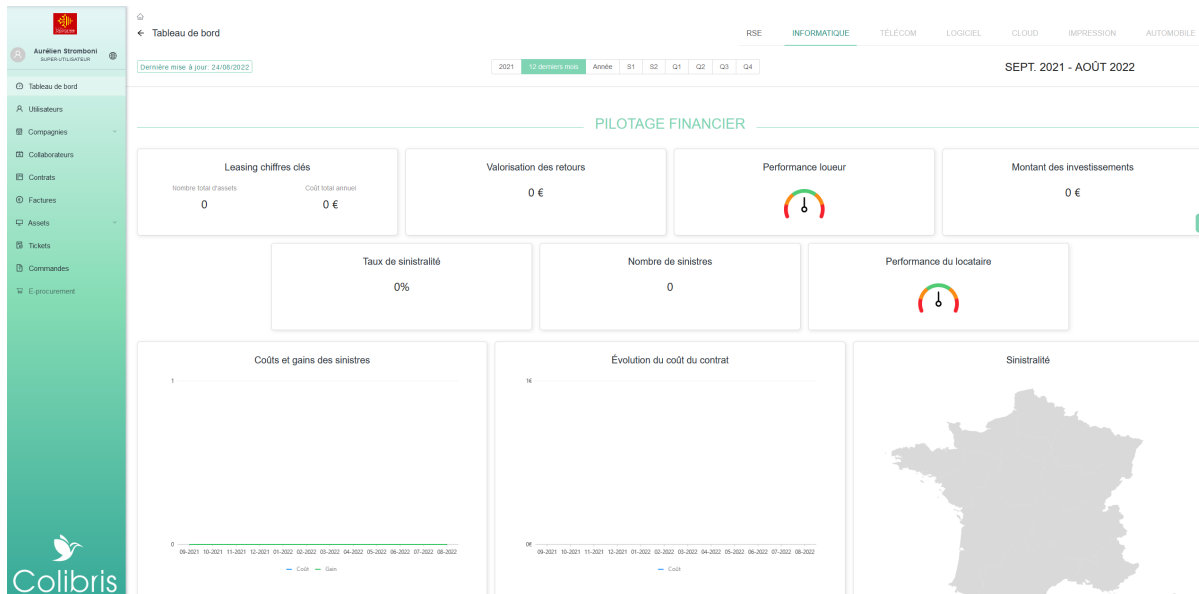 Aurélien Stromboni
SUPER UTILISATEUR
Tableau de bord
Utilisateurs
Compagnies
Collaborateurs
Contrats
Factures
Assets
Tickets
Commandes
E-procurement
Colibris
← Tableau de bord
RSE INFORMATIQUE TÉLÉCOM LOGICIEL CLOUD IMPRESSION AUTOMOBILE
Dernière mise à jour: 24/08/2022
2021 12 derniers mois Année S1 S2 Q1 Q2 Q3 Q4
SEPT. 2021 - AOÛT 2022
PILOTAGE FINANCIER
Leasing chiffres clés
Nombre total d'assets Coût total annuel
0 0 €
Valorisation des retours
0 €
Performance loueur
Montant des investissements
0 €
Taux de sinistralité
0%
Nombre de sinistres
0
Performance du locataire
Coûts et gains des sinistres
1
0
09-2021 10-2021 11-2021 12-2021 01-2022 02-2022 03-2022 04-2022 05-2022 06-2022 07-2022 08-2022
Coût Gain
Évolution du coût du contrat
1€
0€
09-2021 10-2021 11-2021 12-2021 01-2022 02-2022 03-2022 04-2022 05-2022 06-2022 07-2022 08-2022
Coût
Sinistralité